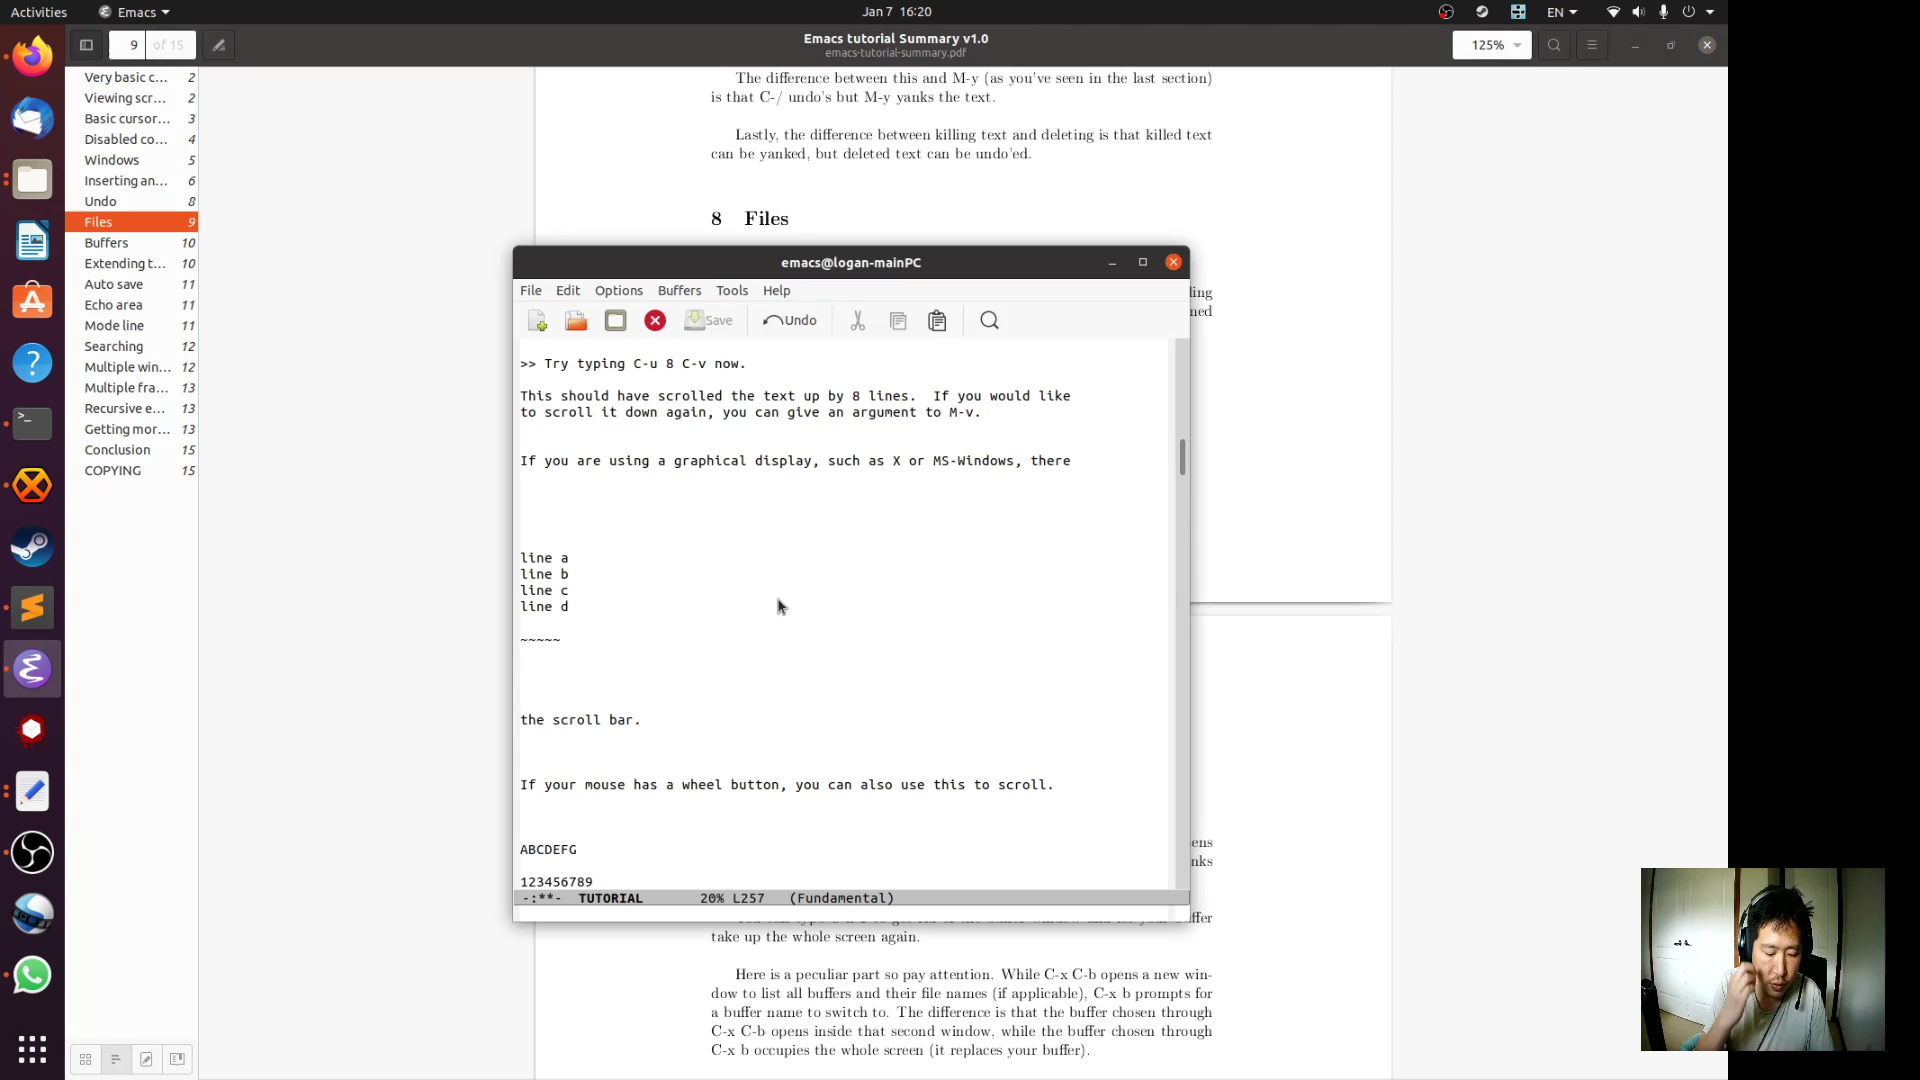 Activities
Emacs
Jan 7 16:20
EN
9
of 15
Emacs tutorial Summary v1.0
emacs-tutorial-summary.pdf
125%
Very basic c... 2
Viewing scr... 2
Basic cursor... 3
Disabled co... 4
Windows 5
Inserting an... 6
Undo 8
Files 9
Buffers 10
Extending t... 10
Auto save 11
Echo area 11
Mode line 11
Searching 12
Multiple win... 12
Multiple fra... 13
Recursive e... 13
Getting mor... 13
Conclusion 15
COPYING 15
The difference between this and M-y (as you've seen in the last section)
is that C-/ undo's but M-y yanks the text.
Lastly, the difference between killing text and deleting is that killed text
can be yanked, but deleted text can be undo'ed.
8 Files
emacs@logan-mainPC
File Edit Options Buffers Tools Help
Save
Undo
>> Try typing C-u 8 C-v now.
This should have scrolled the text up by 8 lines.  If you would like
to scroll it down again, you can give an argument to M-v.
If you are using a graphical display, such as X or MS-Windows, there
line a
line b
line c
line d
~~~~~
the scroll bar.
If your mouse has a wheel button, you can also use this to scroll.
ABCDEFG
123456789
-:**-  TUTORIAL       20% L257   (Fundamental)
take up the whole screen again.
Here is a peculiar part so pay attention. While C-x C-b opens a new win-
dow to list all buffers and their file names (if applicable), C-x b prompts for
a buffer name to switch to. The difference is that the buffer chosen through
C-x C-b opens inside that second window, while the buffer chosen through
C-x b occupies the whole screen (it replaces your buffer).